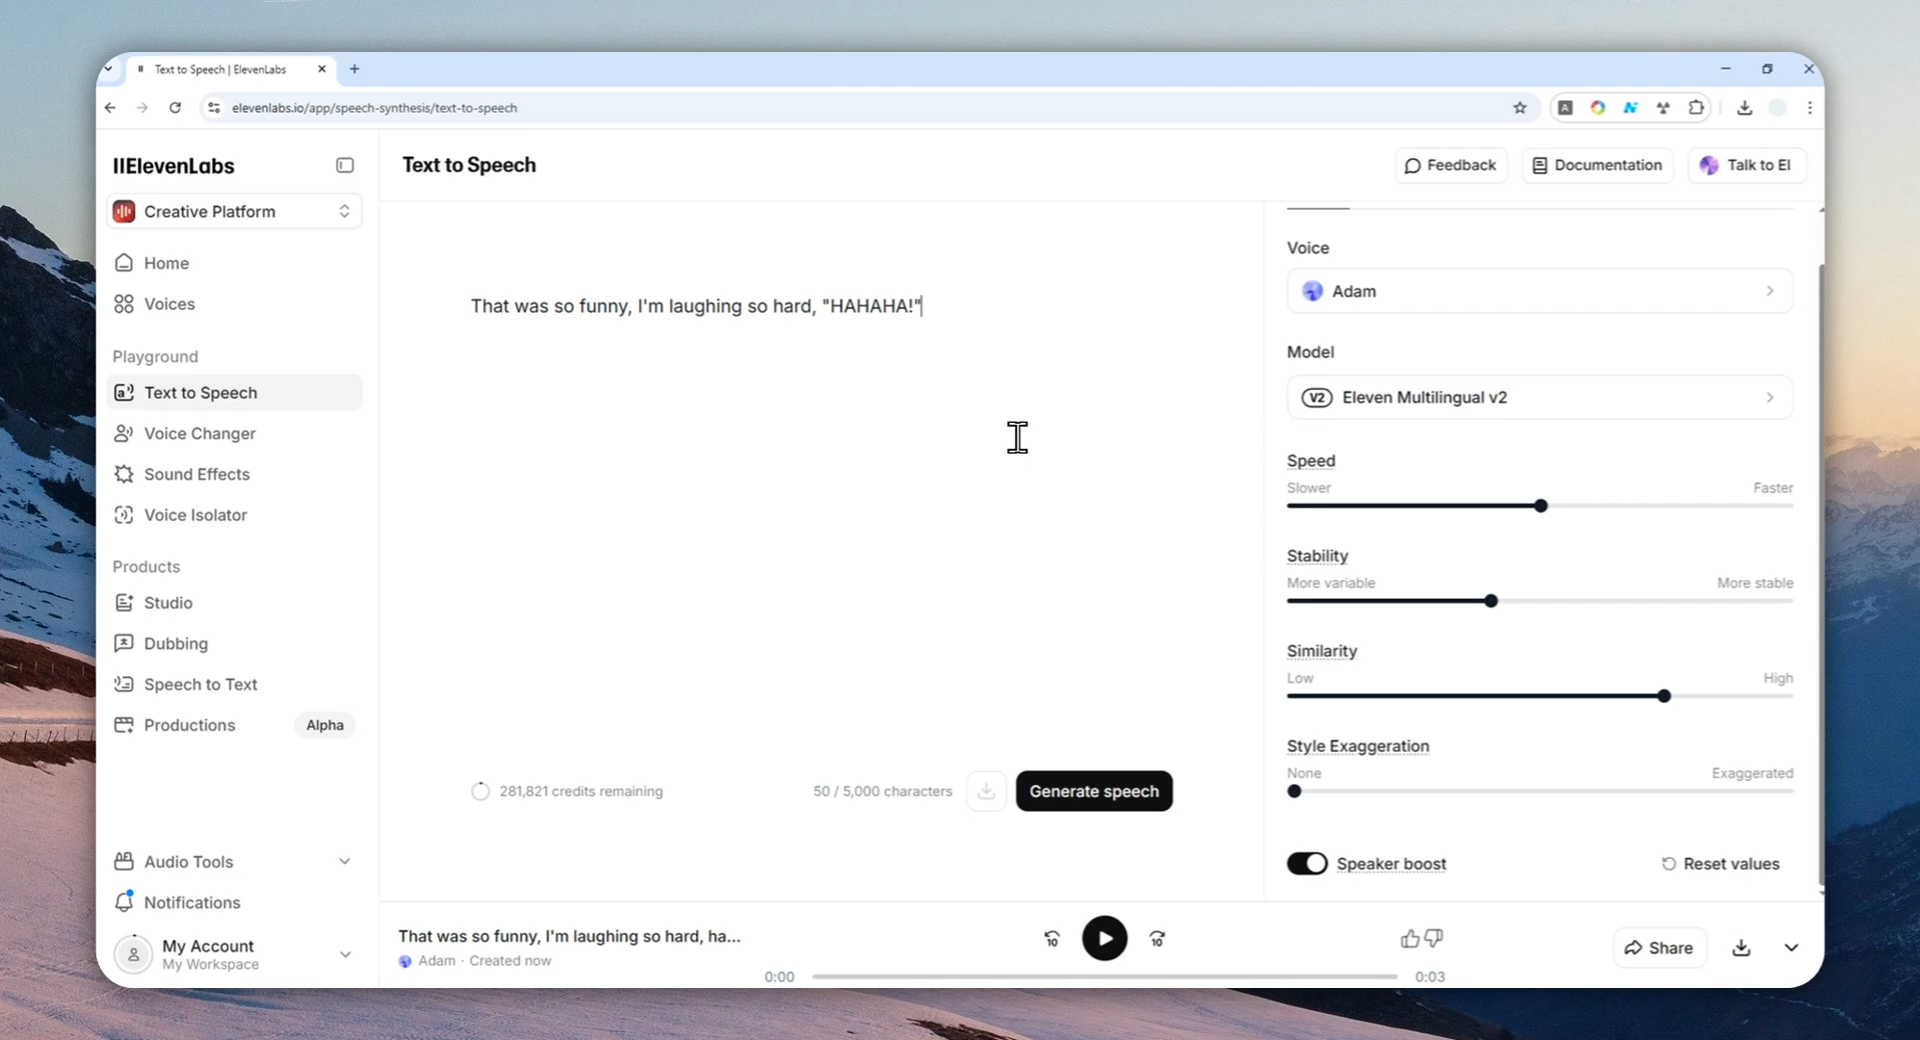 Text to Speech | ElevenLabs
elevenlabs.io/app/speech-synthesis/text-to-speech
IIElevenLabs
Creative Platform
Home
Voices
Playground
Text to Speech
Voice Changer
Sound Effects
Voice Isolator
Products
Studio
Dubbing
Speech to Text
Productions Alpha
Audio Tools
Notifications
My Account
My Workspace
Text to Speech
Feedback Documentation Talk to El
That was so funny, I'm laughing so hard, "HAHAHA!"
281,821 credits remaining 50 / 5,000 characters Generate speech
Voice
Adam
Model
V2 Eleven Multilingual v2
Speed
Slower Faster
Stability
More variable More stable
Similarity
Low High
Style Exaggeration
None Exaggerated
Speaker boost Reset values
That was so funny, I'm laughing so hard, ha...
Adam · Created now
10 10
Share
0:00 0:03